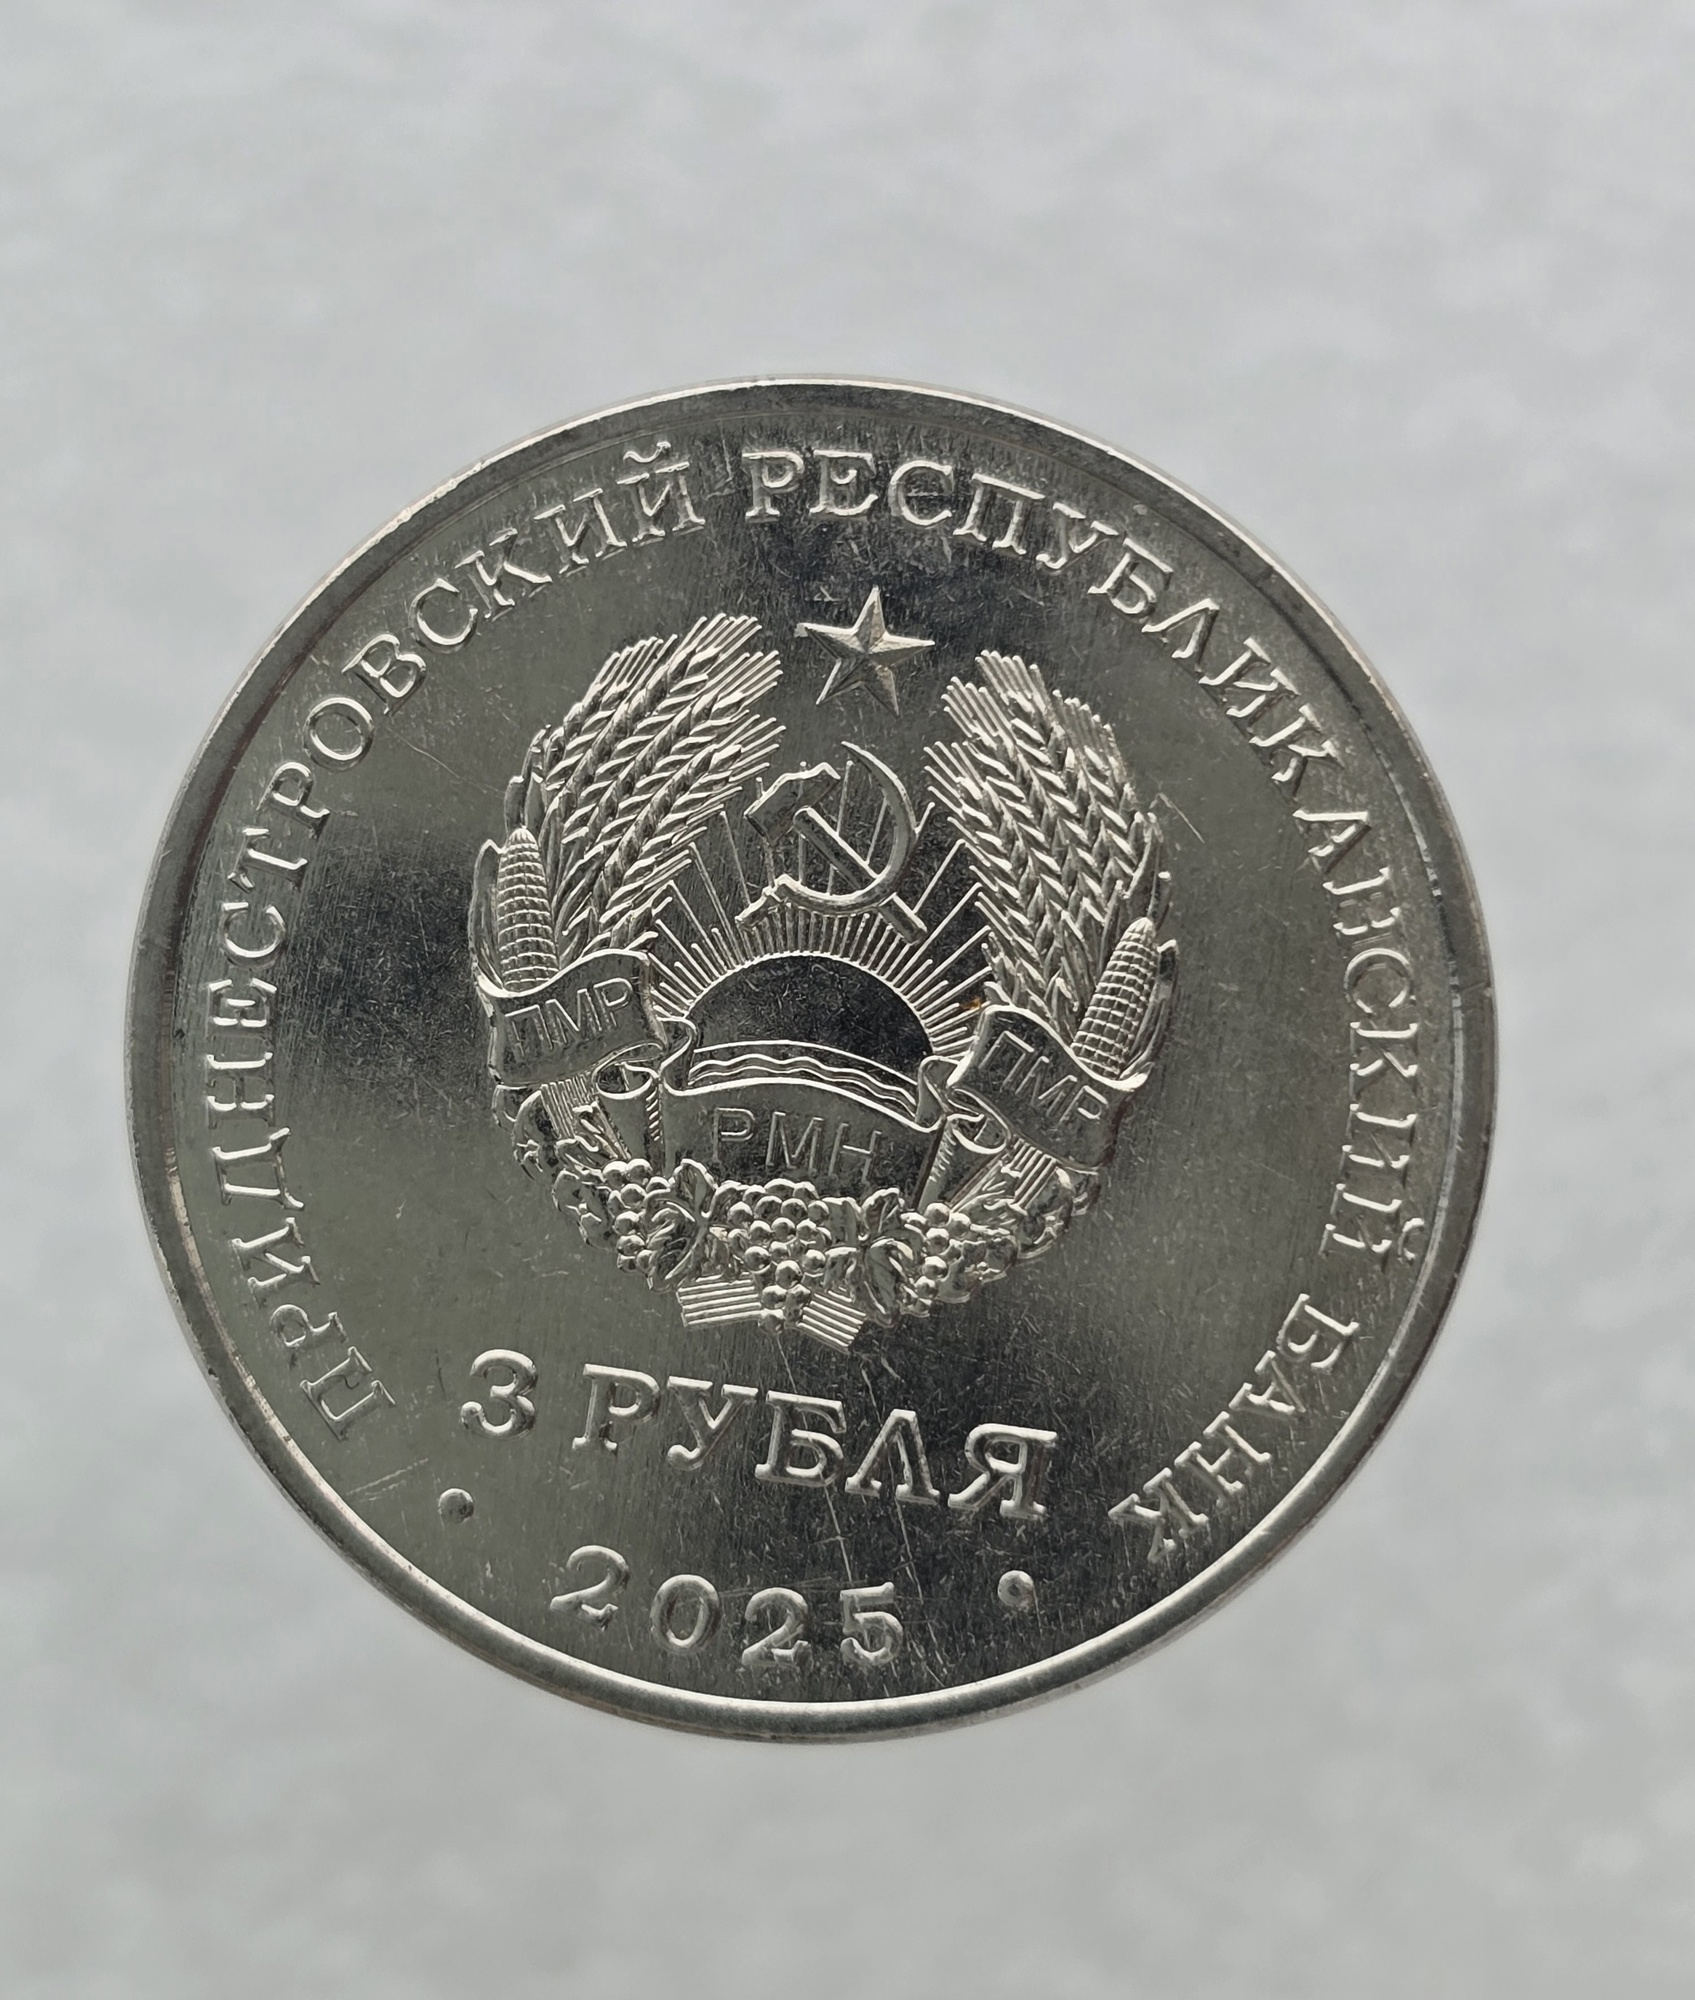 ПРИДНЕСТРОВСКИЙ РЕСПУБЛИКАНСКИЙ БАНК
ПМР
ПМР
РМН
3 РУБЛЯ
• 2025 •